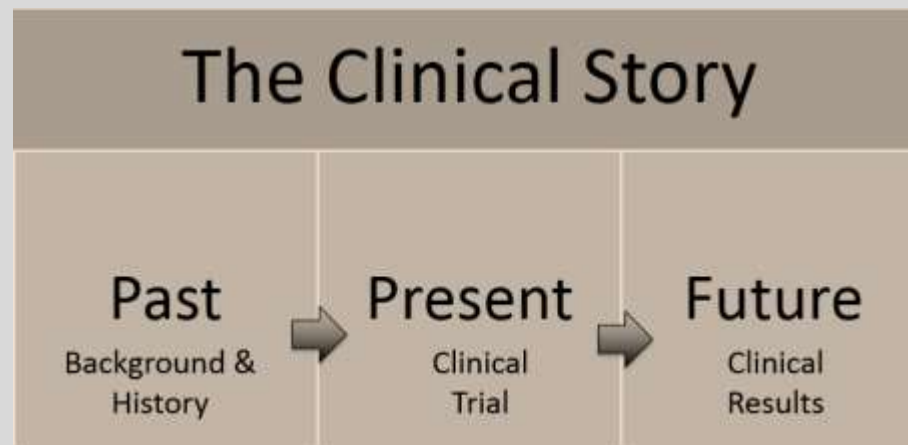 The Clinical Story
Past
Background &
History
Present
Clinical
Trial
Future
Clinical
Results